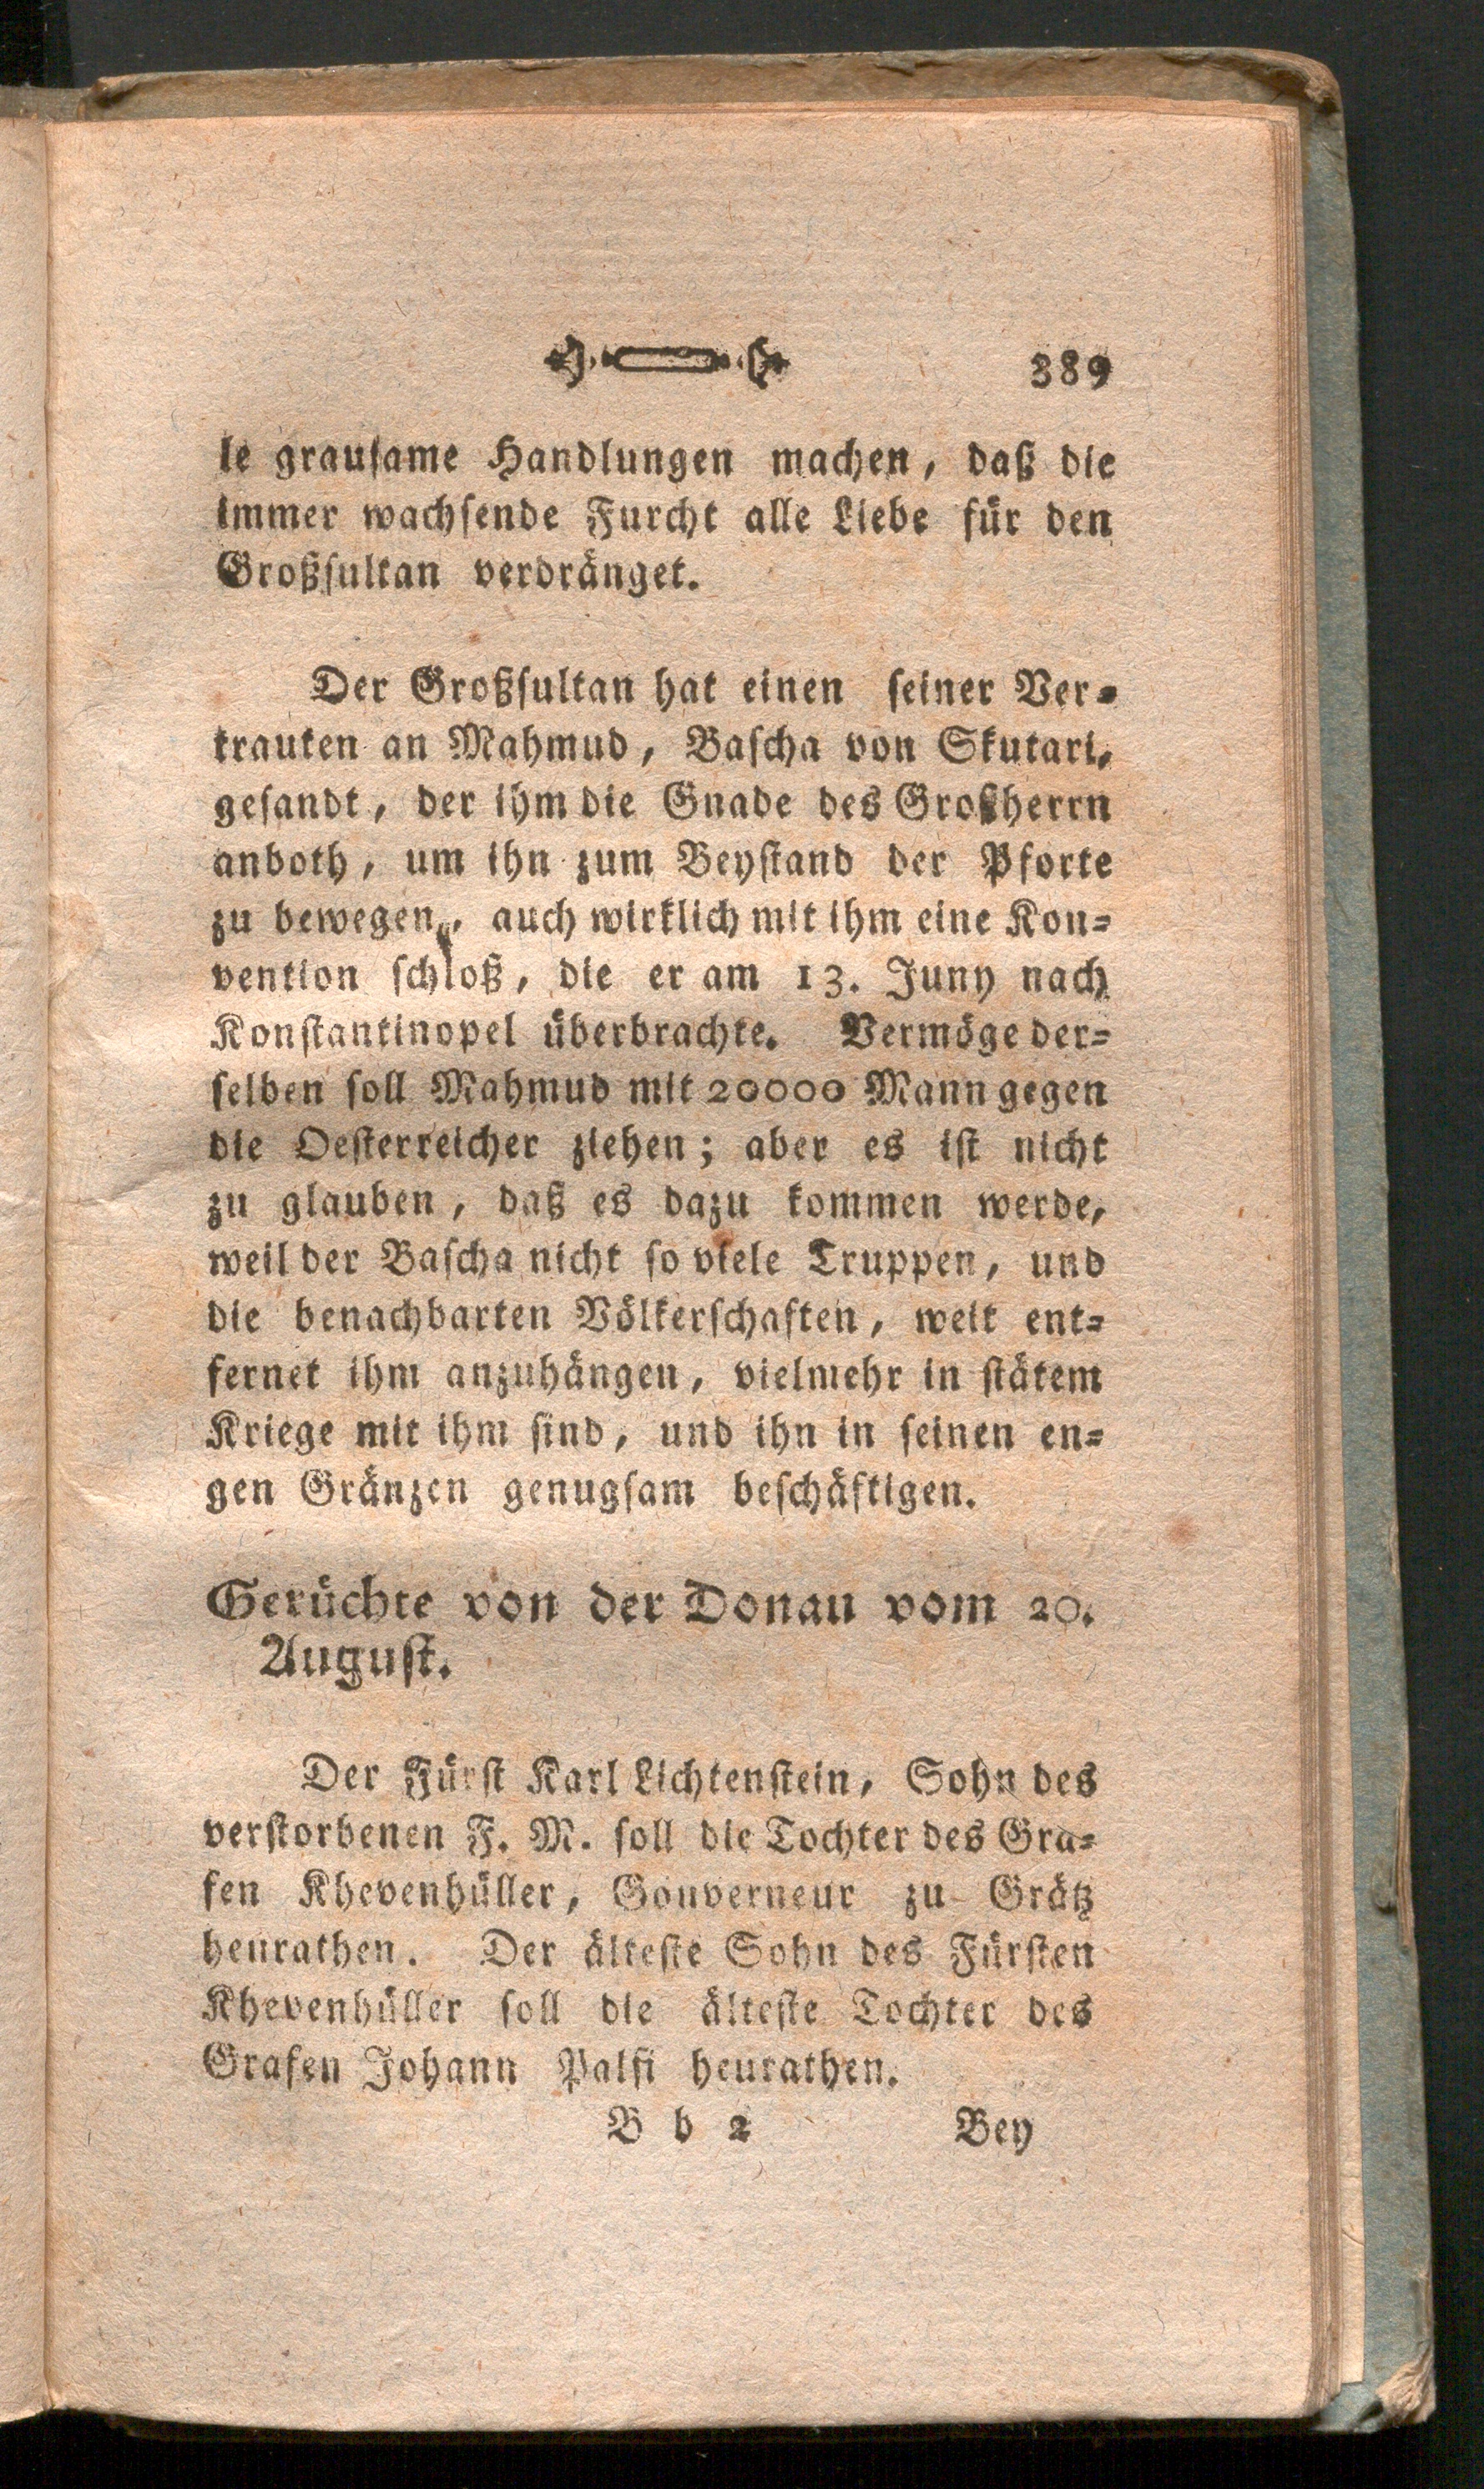 389
le grausame Handlungen machen, daß die
immer wachsende Furcht alle Liebe für den
Großsultan verdränget.
Der Großsultan hat einen seiner Ver-
trauten an Mahmud, Bascha von Skutari,
gesandt, der ihm die Gnade des Großherrn
anboth, um ihn zum Beystand der Pforte
zu bewegen, auch wirklich mit ihm eine Kon-
vention schloß, die er am 13. Juny nach
Konstantinopel überbrachte. Vermöge der-
selben soll Mahmud mit 20000 Mann gegen
die Oesterreicher ziehen; aber es ist nicht
zu glauben, daß es dazu kommen werde,
weil der Bascha nicht so viele Truppen, und
die benachbarten Völkerschaften, weit ent-
fernet ihm anzuhängen, vielmehr in stätem
Kriege mit ihm sind, und ihn in seinen en-
gen Gränzen genugsam beschäftigen.
Gerüchte von der Donau vom 20.
August.
Der Fürst Karl Lichtenstein, Sohn des
verstorbenen F. M. soll die Tochter des Gra-
fen Khevenhüller, Gouverneur zu Grätz
heurathen. Der älteste Sohn des Fürsten
Khevenhüller soll die älteste Tochter des
Grafen Johann Palfi heurathen.
B b 2 Bey